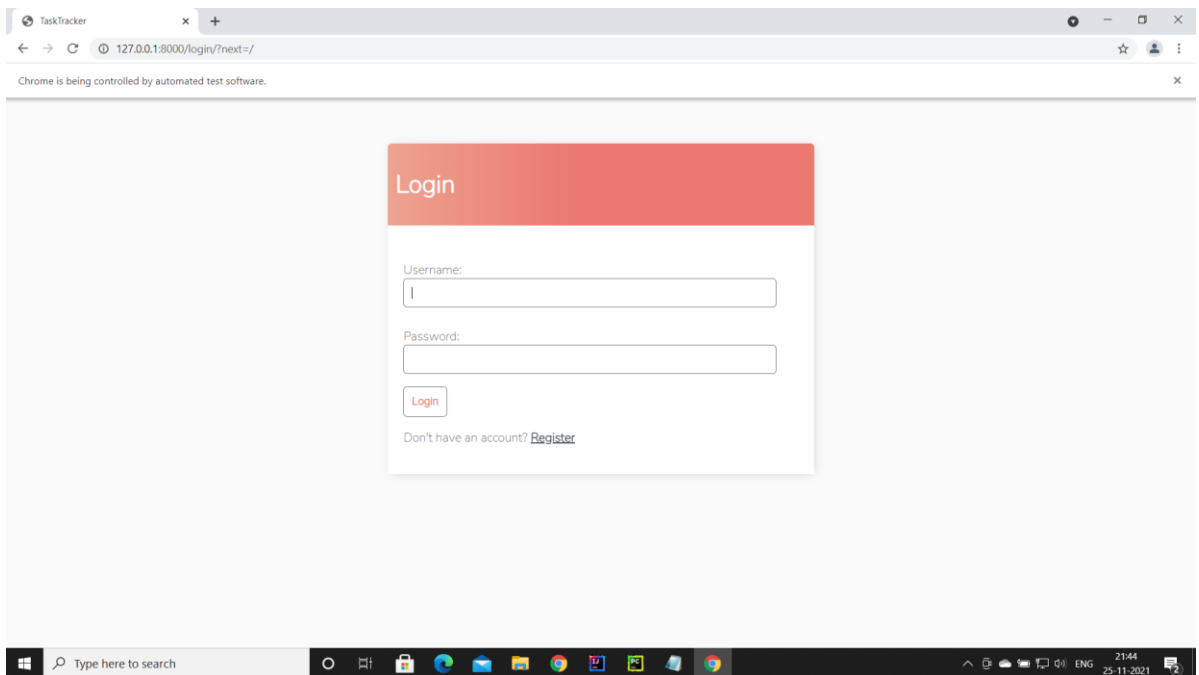 TaskTracker
127.0.0.1:8000/login/?next=/
Chrome is being controlled by automated test software.
Login
Username:
Password:
Login
Don't have an account? Register
Type here to search
ENG
21:44
25-11-2021
2